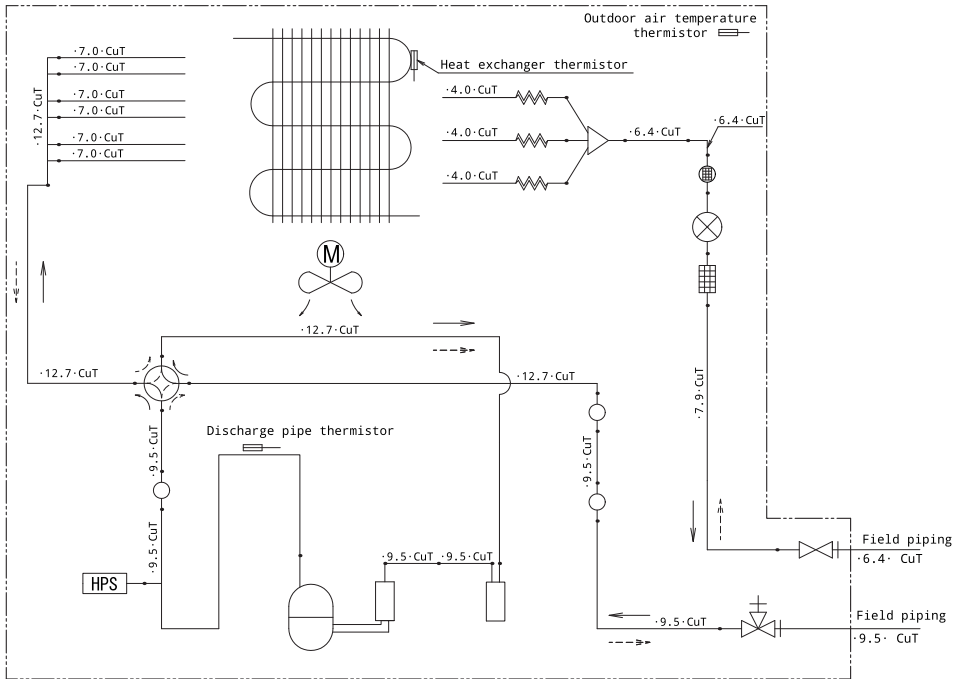 Outdoor air temperature
thermistor
·7.0·CuT
·7.0·CuT
·7.0·CuT
·7.0·CuT
·7.0·CuT
·7.0·CuT
·12.7·CuT
Heat exchanger thermistor
·4.0·CuT
·4.0·CuT
·4.0·CuT
·6.4·CuT
·6.4·CuT
M
·12.7·CuT
·12.7·CuT
·12.7·CuT
·7.9·CuT
Discharge pipe thermistor
·9.5·CuT
·9.5·CuT
·9.5·CuT
HPS
·9.5·CuT
·9.5·CuT
Field piping
·6.4· CuT
Field piping
·9.5·CuT
·9.5· CuT